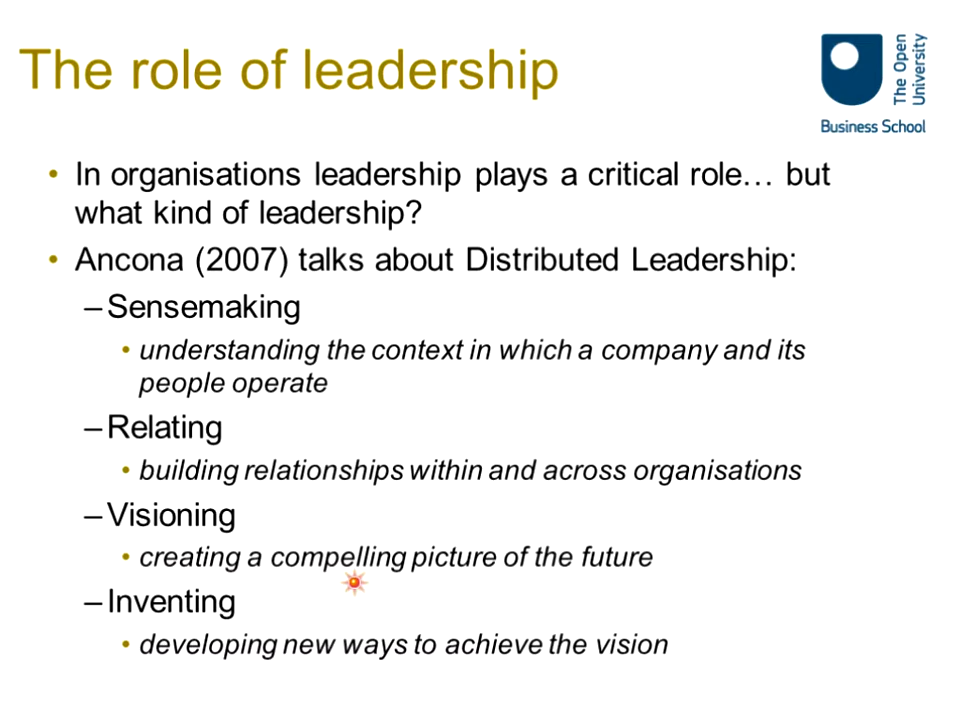 The role of leadership
The Open
University
Business School
• In organisations leadership plays a critical role… but
what kind of leadership?
• Ancona (2007) talks about Distributed Leadership:
– Sensemaking
• understanding the context in which a company and its
people operate
– Relating
• building relationships within and across organisations
– Visioning
• creating a compelling picture of the future
– Inventing
• developing new ways to achieve the vision